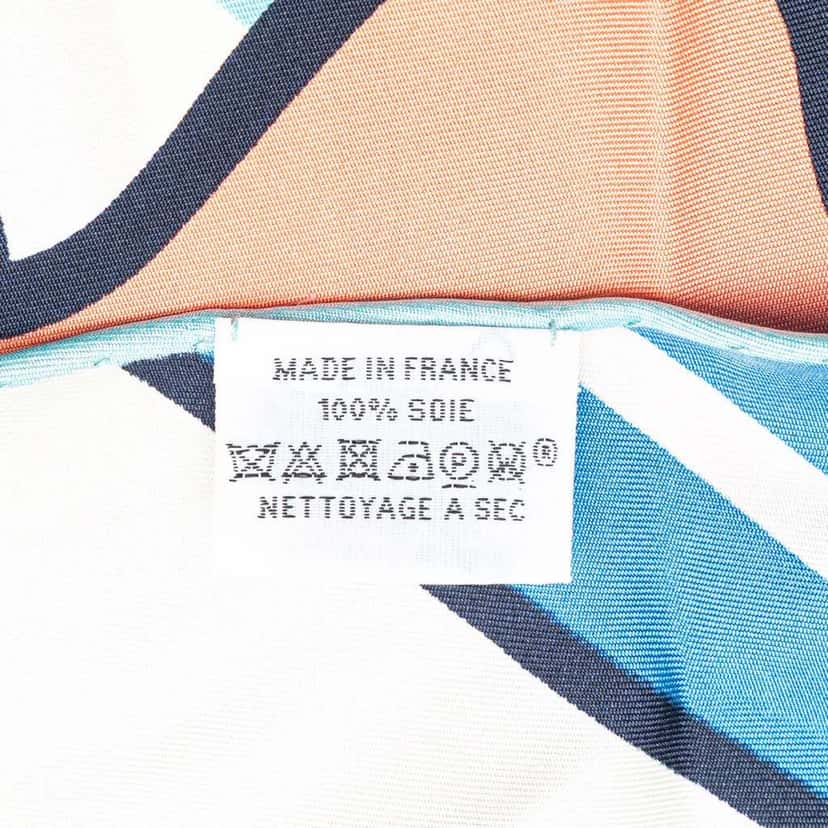 MADE IN FRANCE
100% SOIE
P ®
NETTOYAGE A SEC